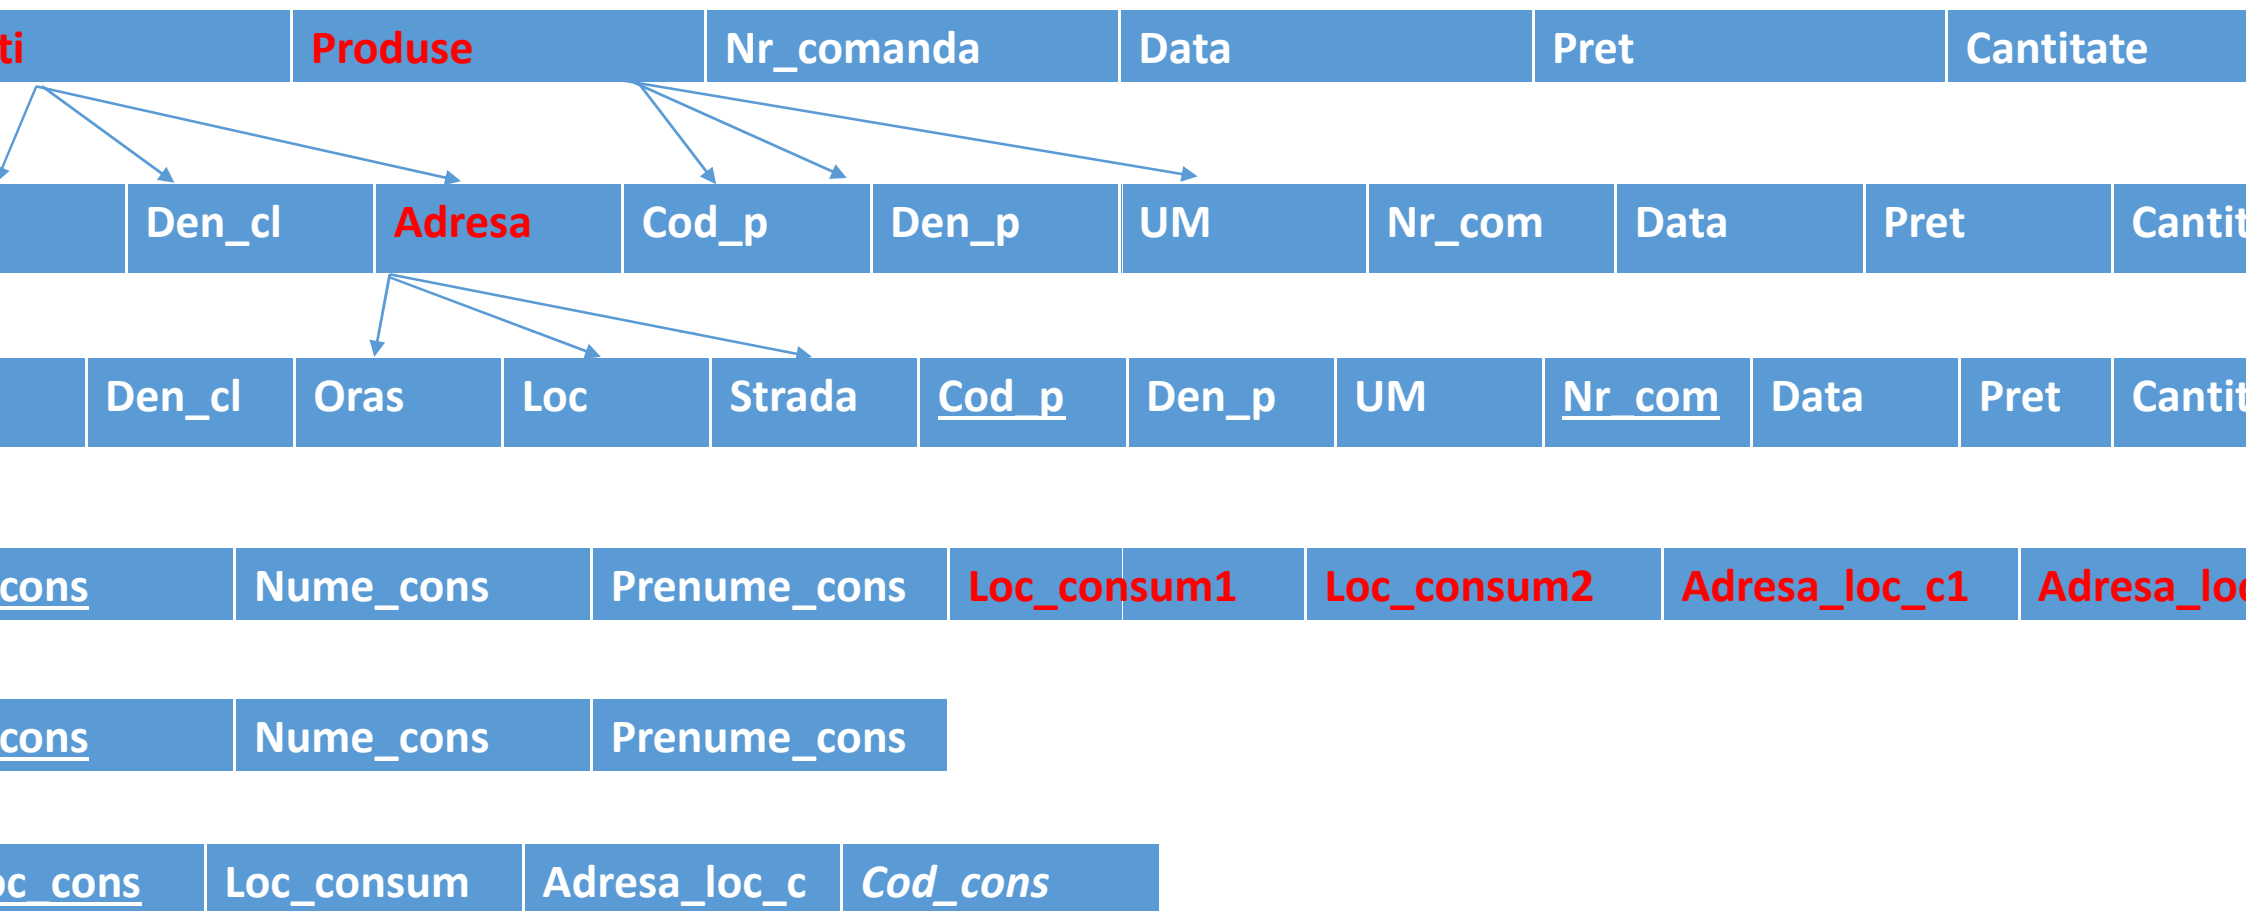 ti Produse Nr_comanda Data Pret Cantitate
Den_cl Adresa Cod_p Den_p UM Nr_com Data Pret Cantit
Den_cl Oras Loc Strada Cod_p Den_p UM Nr_com Data Pret Cantit
cons Nume_cons Prenume_cons Loc_consum1 Loc_consum2 Adresa_loc_c1 Adresa_loc
cons Nume_cons Prenume_cons
oc_cons Loc_consum Adresa_loc_c Cod_cons